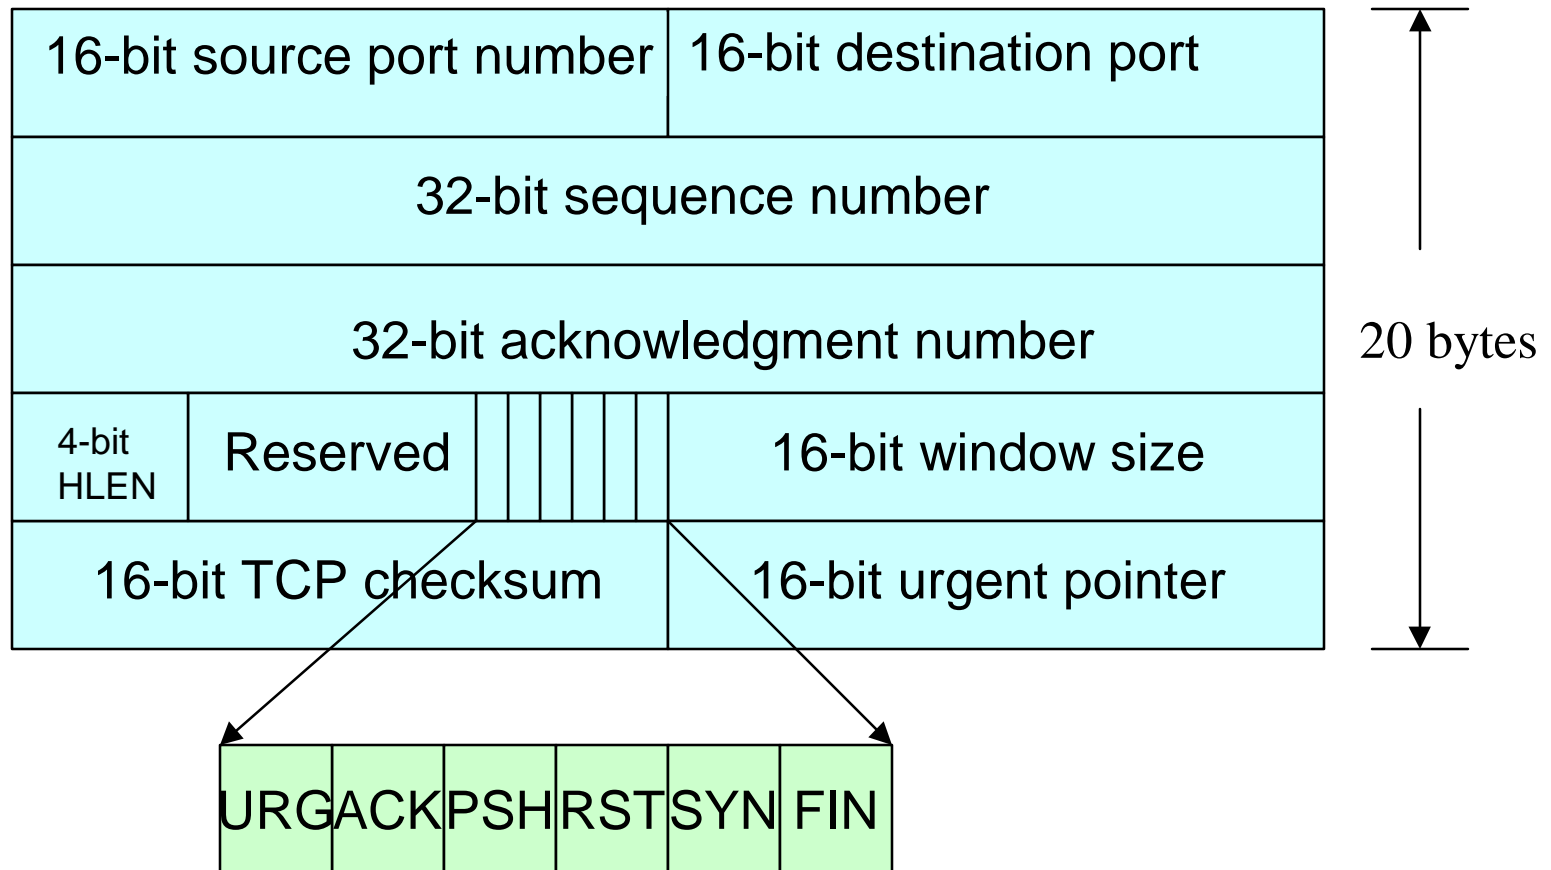 16-bit source port number
16-bit destination port
32-bit sequence number
32-bit acknowledgment number
20 bytes
4-bit
HLEN
Reserved
16-bit window size
16-bit TCP checksum
16-bit urgent pointer
URG
ACK
PSH
RST
SYN
FIN